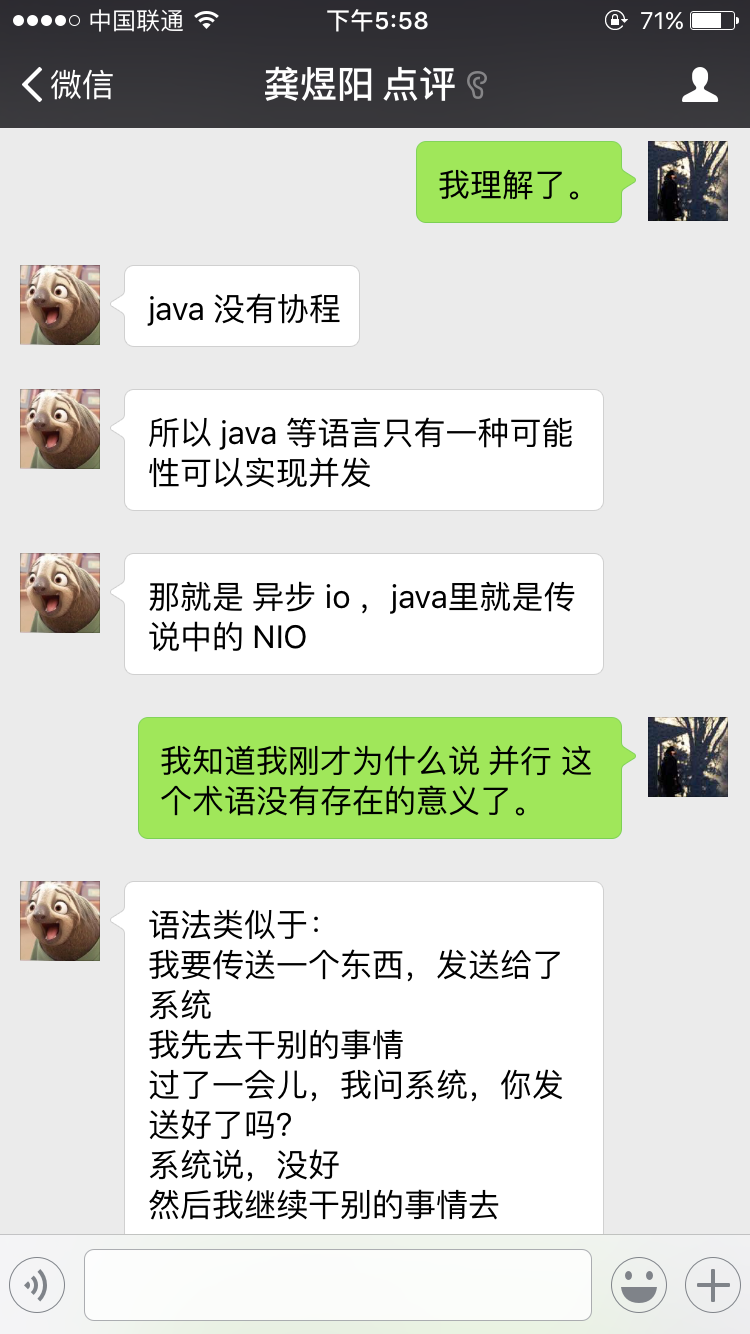 中国联通 下午5:58 71%
微信 龚煜阳 点评
我理解了。
java 没有协程
所以 java 等语言只有一种可能
性可以实现并发
那就是 异步 io ，java里就是传
说中的 NIO
我知道我刚才为什么说 并行 这
个术语没有存在的意义了。
语法类似于：
我要传送一个东西，发送给了
系统
我先去干别的事情
过了一会儿，我问系统，你发
送好了吗？
系统说，没好
然后我继续干别的事情去